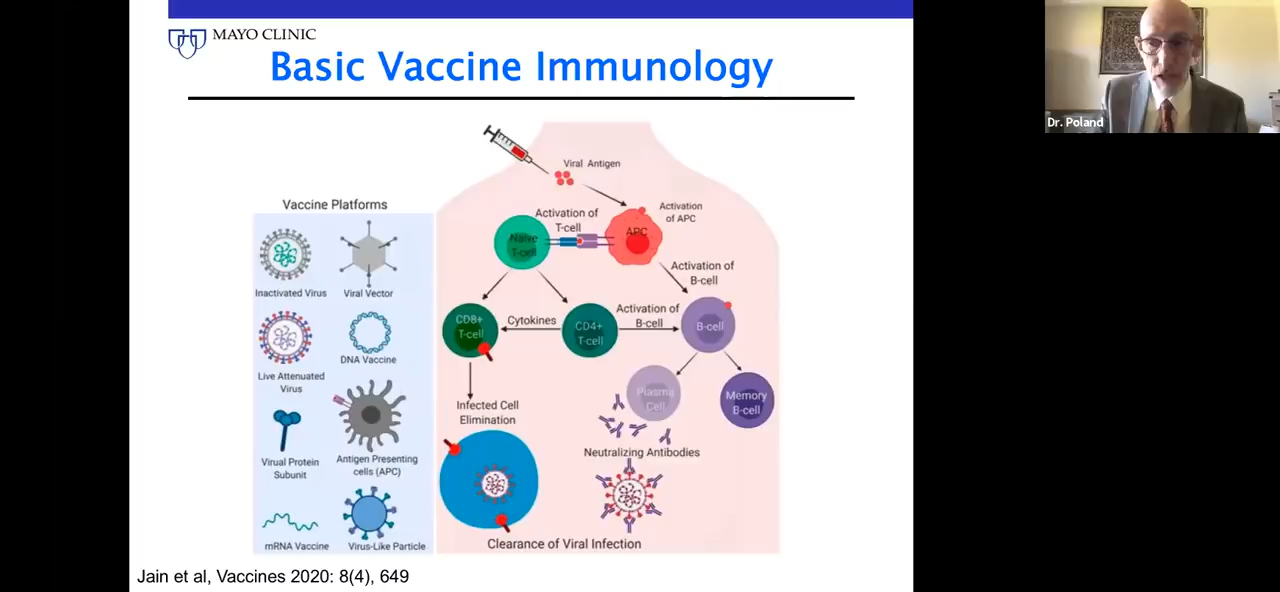 MAYO CLINIC
Basic Vaccine Immunology
Dr. Poland
Vaccine Platforms
Inactivated Virus
Viral Vector
Live Attenuated
Virus
DNA Vaccine
Virual Protein
Subunit
Antigen Presenting
cells (APC)
mRNA Vaccine
Virus-Like Particle
Viral Antigen
Activation of
T-cell
Activation
of APC
Naive
T-cell
APC
Activation of
B-cell
CD8+
T-cell
Cytokines
CD4+
T-cell
Activation of
B-cell
B-cell
Infected Cell
Elimination
Plasma
Cell
Memory
B-cell
Neutralizing Antibodies
Clearance of Viral Infection
Jain et al, Vaccines 2020: 8(4), 649